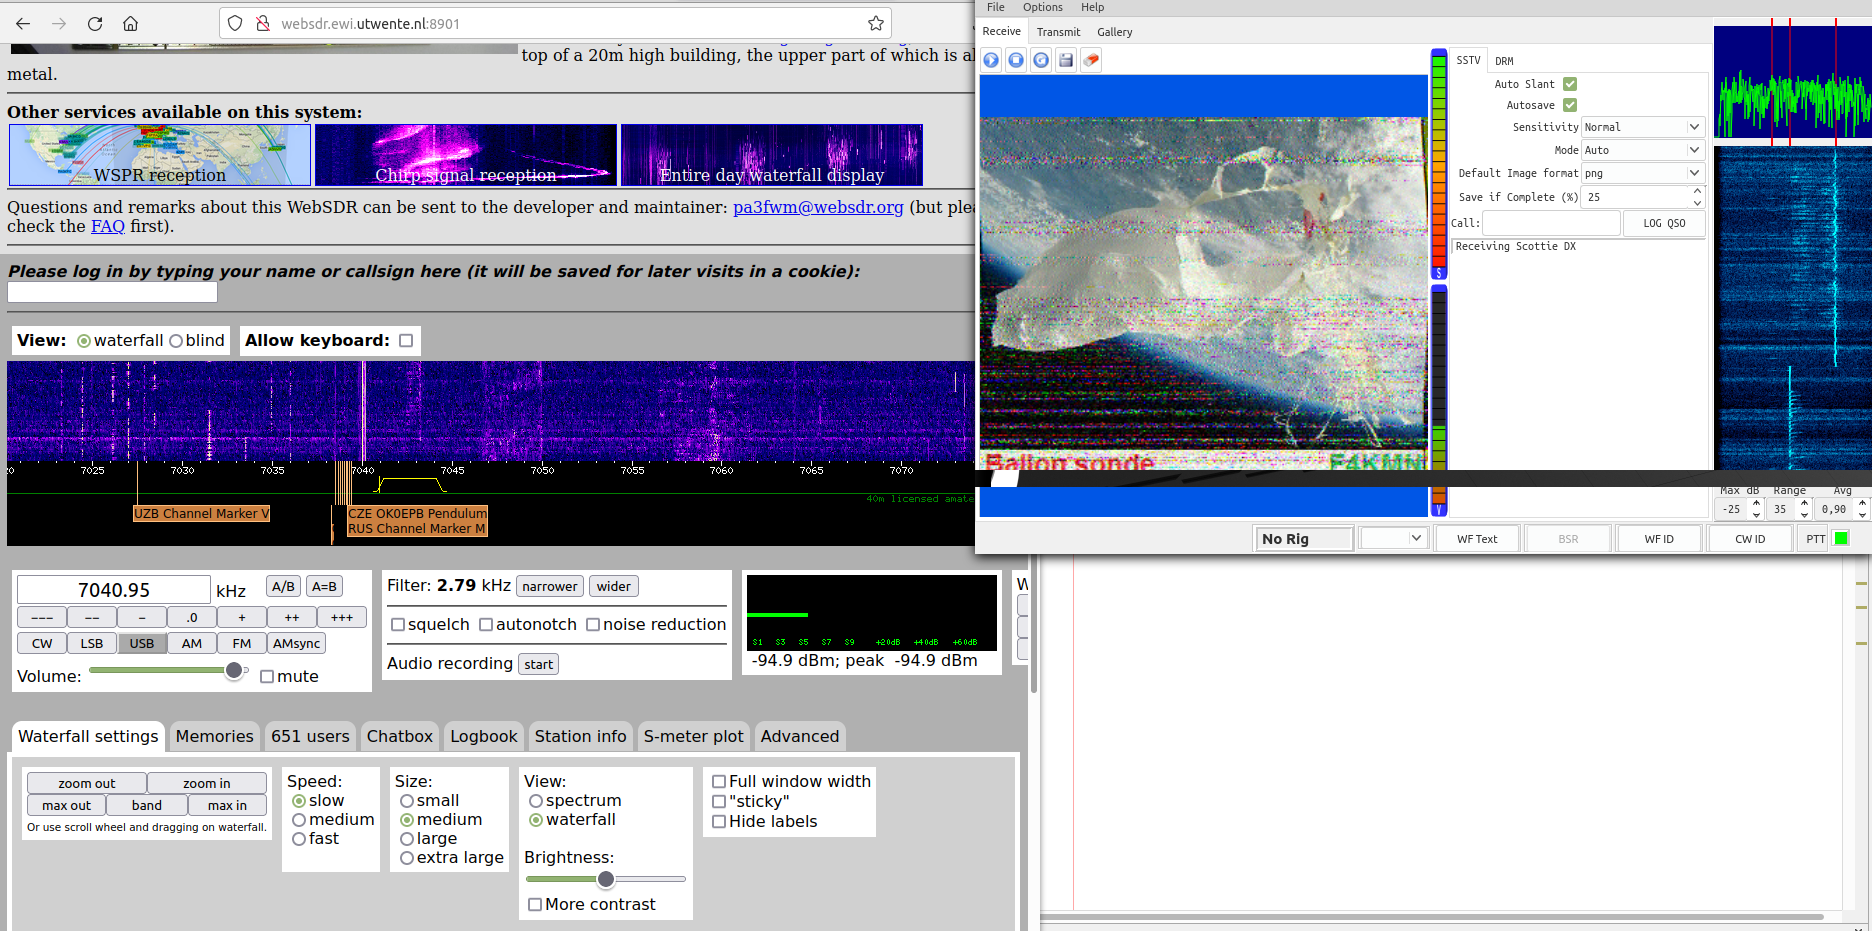 websdr.ewi.utwente.nl:8901
top of a 20m high building, the upper part of which is al
metal.
Other services available on this system:
WSPR reception
Chirp signal reception
Entire day waterfall display
Questions and remarks about this WebSDR can be sent to the developer and maintainer: pa3fwm@websdr.org (but plea
check the FAQ first).
Please log in by typing your name or callsign here (it will be saved for later visits in a cookie):
View: waterfall blind Allow keyboard:
20 7025 7030 7035 7040 7045 7050 7055 7060 7065 7070
40m licensed amate
UZB Channel Marker V
CZE OK0EPB Pendulum
RUS Channel Marker M
7040.95 kHz A/B A=B
--- -- - .0 + ++ +++
CW LSB USB AM FM AMsync
Volume: mute
Filter: 2.79 kHz narrower wider
squelch autonotch noise reduction
Audio recording start
S1 S3 S5 S7 S9 +20dB +40dB +60dB
-94.9 dBm; peak -94.9 dBm
Waterfall settings Memories 651 users Chatbox Logbook Station info S-meter plot Advanced
zoom out zoom in
max out band max in
Or use scroll wheel and dragging on waterfall.
Speed:
slow
medium
fast
Size:
small
medium
large
extra large
View:
spectrum
waterfall
Brightness:
More contrast
Full window width
"sticky"
Hide labels
File Options Help
Receive Transmit Gallery
Ballon sonde F4KMN
S
V
SSTV DRM
Auto Slant
Autosave
Sensitivity Normal
Mode Auto
Default Image format png
Save if Complete (%) 25
Call: LOG QSO
Receiving Scottie DX
Max dB Range Avg
-25 35 0,90
No Rig WF Text BSR WF ID CW ID PTT